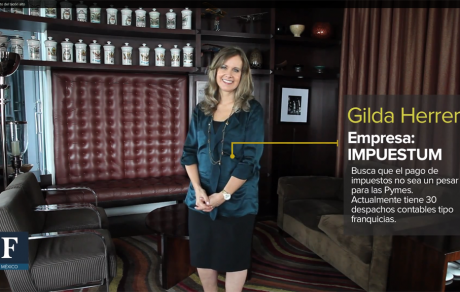 Gilda Herrer
Empresa:
IMPUESTUM
Busca que el pago de
impuestos no sea un pesar
para las Pymes.
Actualmente tiene 30
despachos contables tipo
franquicias.
F
MÉXICO